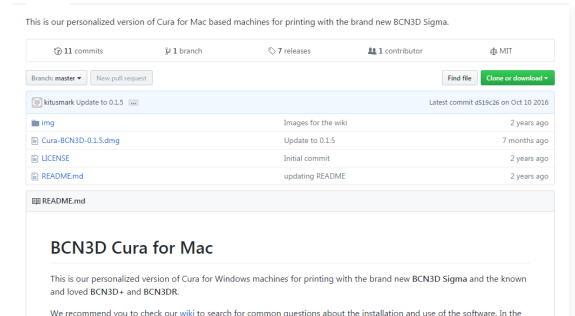 This is our personalized version of Cura for Mac based machines for printing with the brand new BCN3D Sigma.
11 commits 1 branch 7 releases 1 contributor MIT
Branch: master New pull request Find file Clone or download
kitusmark Update to 0.1.5 ... Latest commit d519c26 on Oct 10 2016
img Images for the wiki 2 years ago
Cura-BCN3D-0.1.5.dmg Update to 0.1.5 7 months ago
LICENSE Initial commit 2 years ago
README.md updating README 2 years ago
README.md
BCN3D Cura for Mac
This is our personalized version of Cura for Windows machines for printing with the brand new BCN3D Sigma and the known
and loved BCN3D+ and BCN3DR.
We recommend you to check our wiki to search for common questions about the installation and use of the software. In the